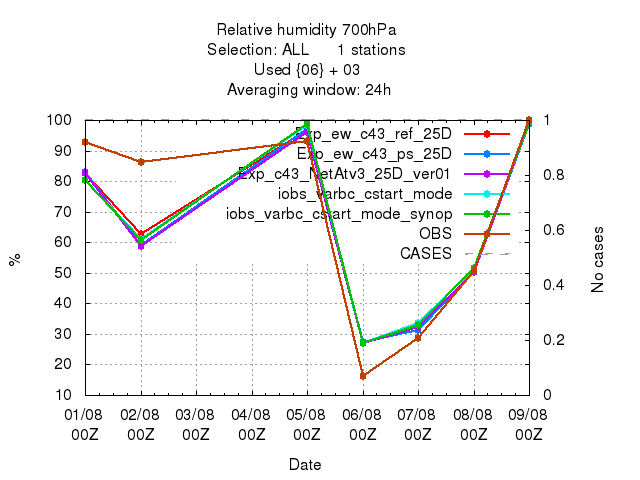 Relative humidity 700hPa
Selection: ALL 1 stations
Used {06} + 03
Averaging window: 24h
100 90 80 70 60 50 40 30 20 10
%
1 0.8 0.6 0.4 0.2 0
No cases
Exp_ew_c43_ref_25D
Exp_ew_c43_ps_25D
Exp_c43_NetAtv3_25D_ver01
iobs_varbc_cstart_mode
iobs_varbc_cstart_mode_synop
OBS
CASES
01/08 02/08 03/08 04/08 05/08 06/08 07/08 08/08 09/08
00Z 00Z 00Z 00Z 00Z 00Z 00Z 00Z 00Z
Date